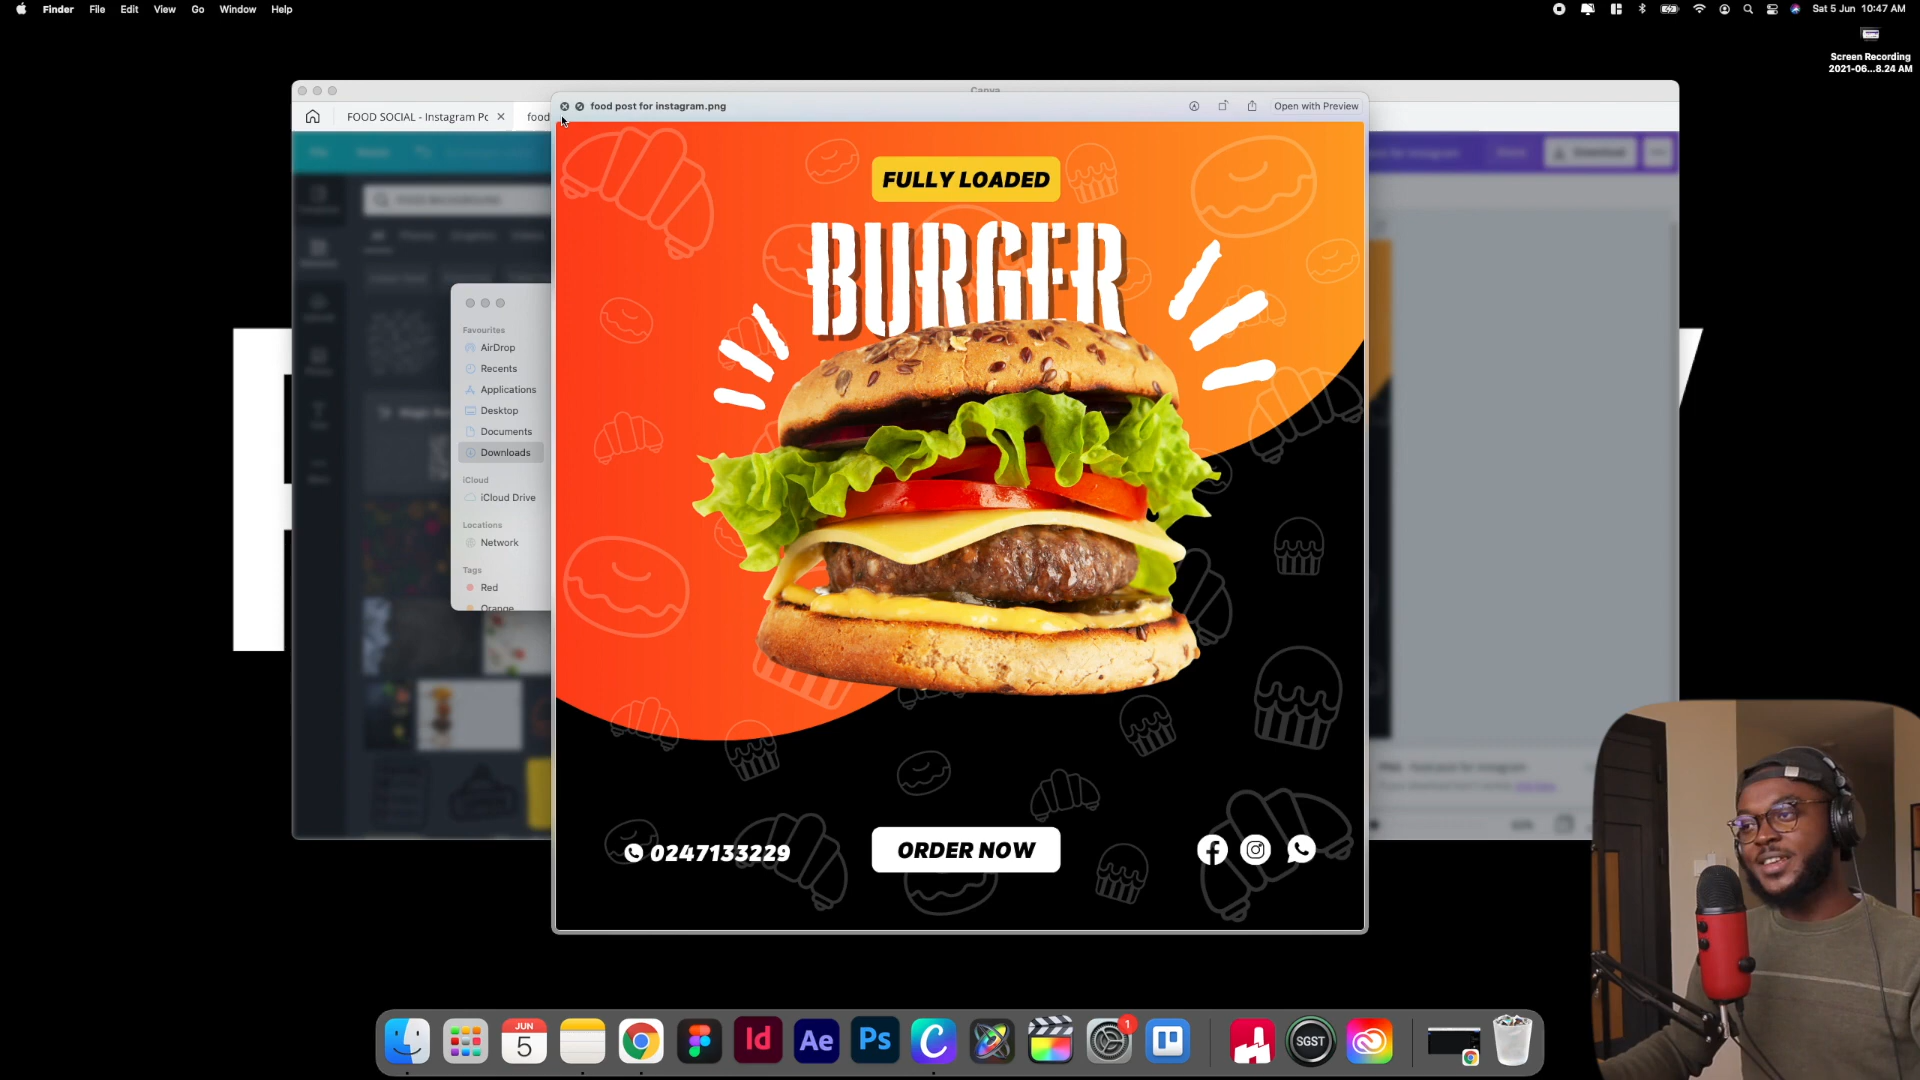 Finder File Edit View Go Window Help
Sat 5 Jun 10:47 AM
Screen Recording
2021-06...8.24 AM
Canva
FOOD SOCIAL - Instagram Pc
food
food post for instagram.png
Open with Preview
Favourites
AirDrop
Recents
Applications
Desktop
Documents
Downloads
iCloud
iCloud Drive
Locations
Network
Tags
Red
Orange
FULLY LOADED
BURGER
0247133229
ORDER NOW
JUN
5
Id
Ae
Ps
C
1
SGST